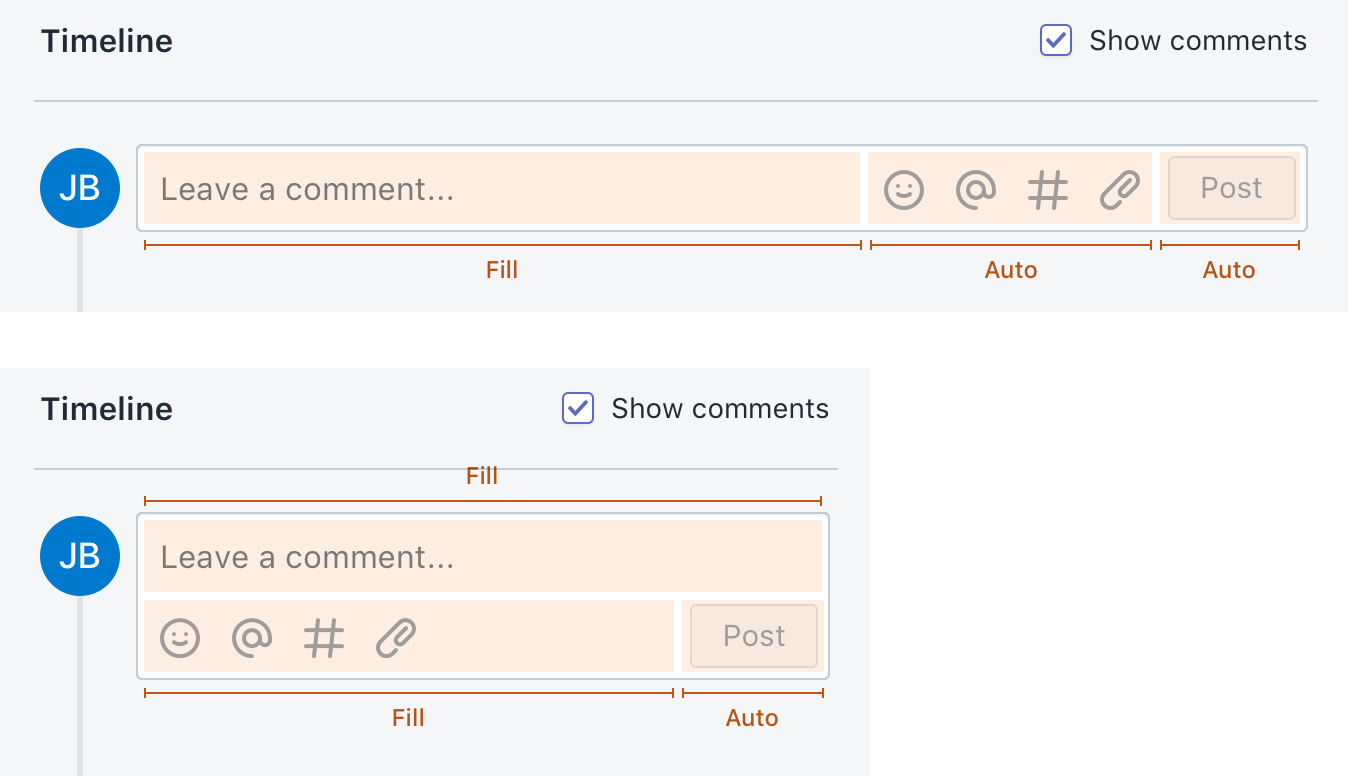 Timeline
Show comments
JB
Leave a comment...
Post
Fill
Auto
Auto
Timeline
Show comments
Fill
JB
Leave a comment...
Post
Fill
Auto